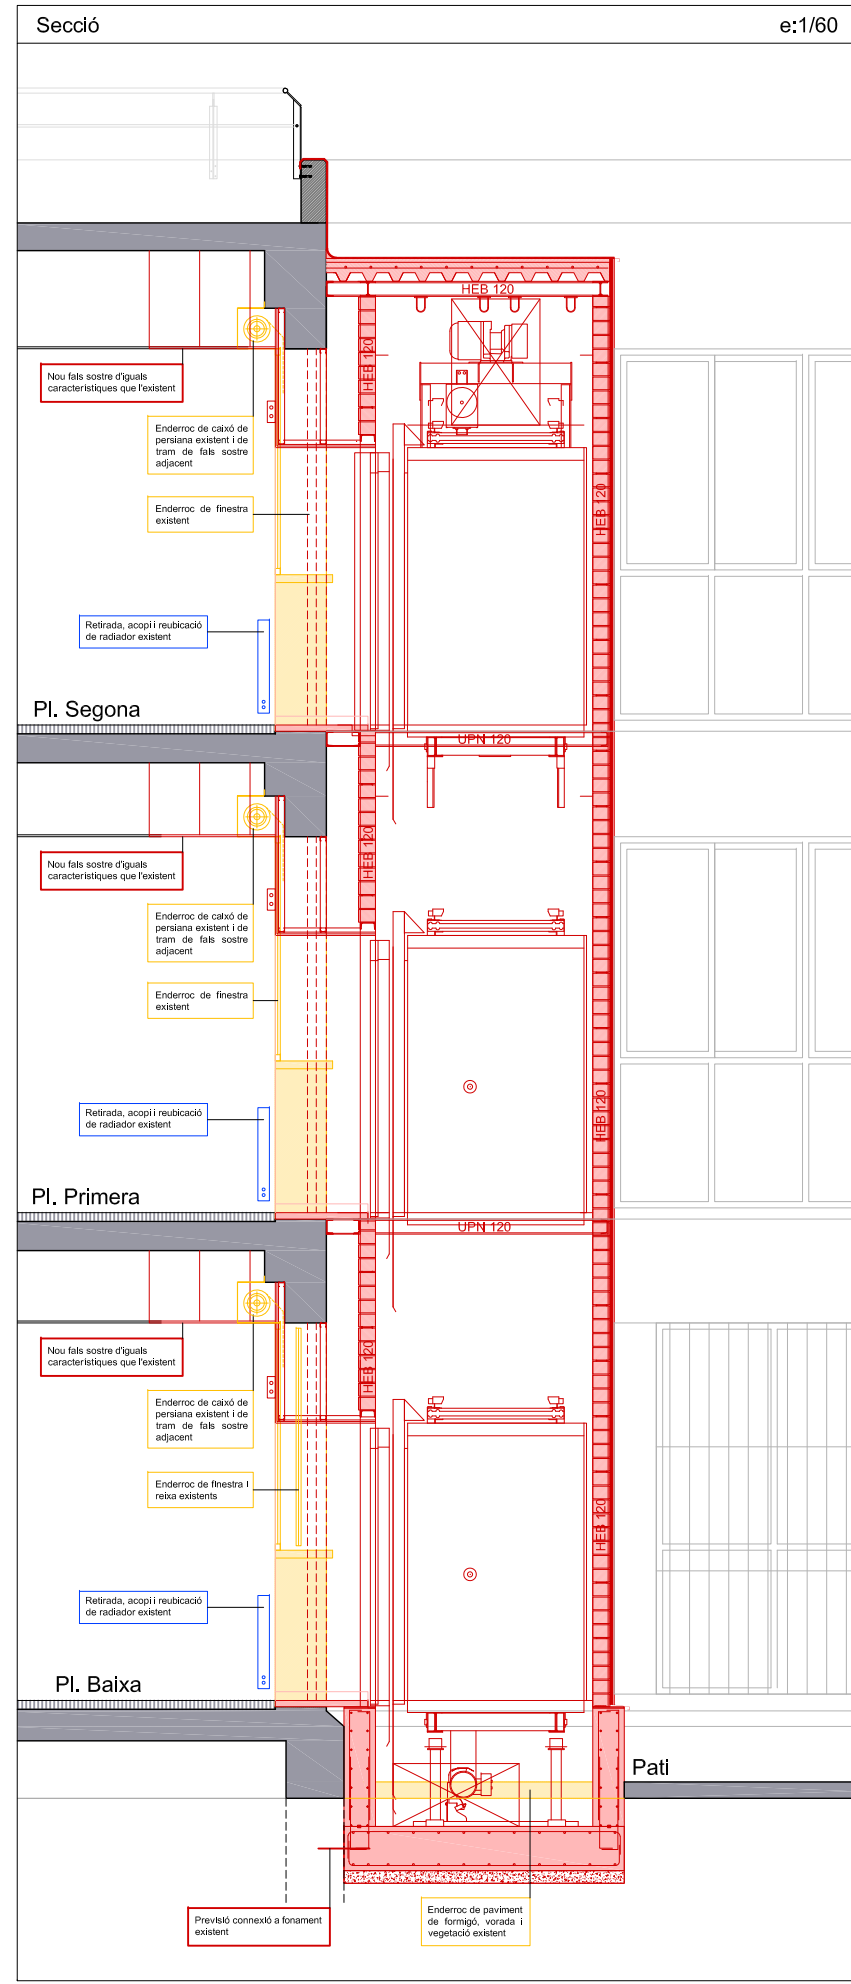 Secció
e:1/60
HEB 120
HEB 120
Nou fals sostre d'iguals
característiques que l'existent
Enderroc de caixó de
persiana existent i de
tram de fals sostre
adjacent
HEB 120
Enderroc de finestra
existent
Retirada, acopi i reubicació
de radiador existent
Pl. Segona
UPN 120
HEB 120
Nou fals sostre d'iguals
característiques que l'existent
Enderroc de caixó de
persiana existent i de
tram de fals sostre
adjacent
Enderroc de finestra
existent
HEB 120
Retirada, acopi i reubicació
de radiador existent
Pl. Primera
UPN 120
Nou fals sostre d'iguals
característiques que l'existent
HEB 120
Enderroc de caixó de
persiana existent i de
tram de fals sostre
adjacent
Enderroc de finestra i
reixa existents
HEB 120
Retirada, acopi i reubicació
de radiador existent
Pl. Baixa
Pati
Previsió connexió a fonament
existent
Enderroc de paviment
de formigó, vorada i
vegetació existent